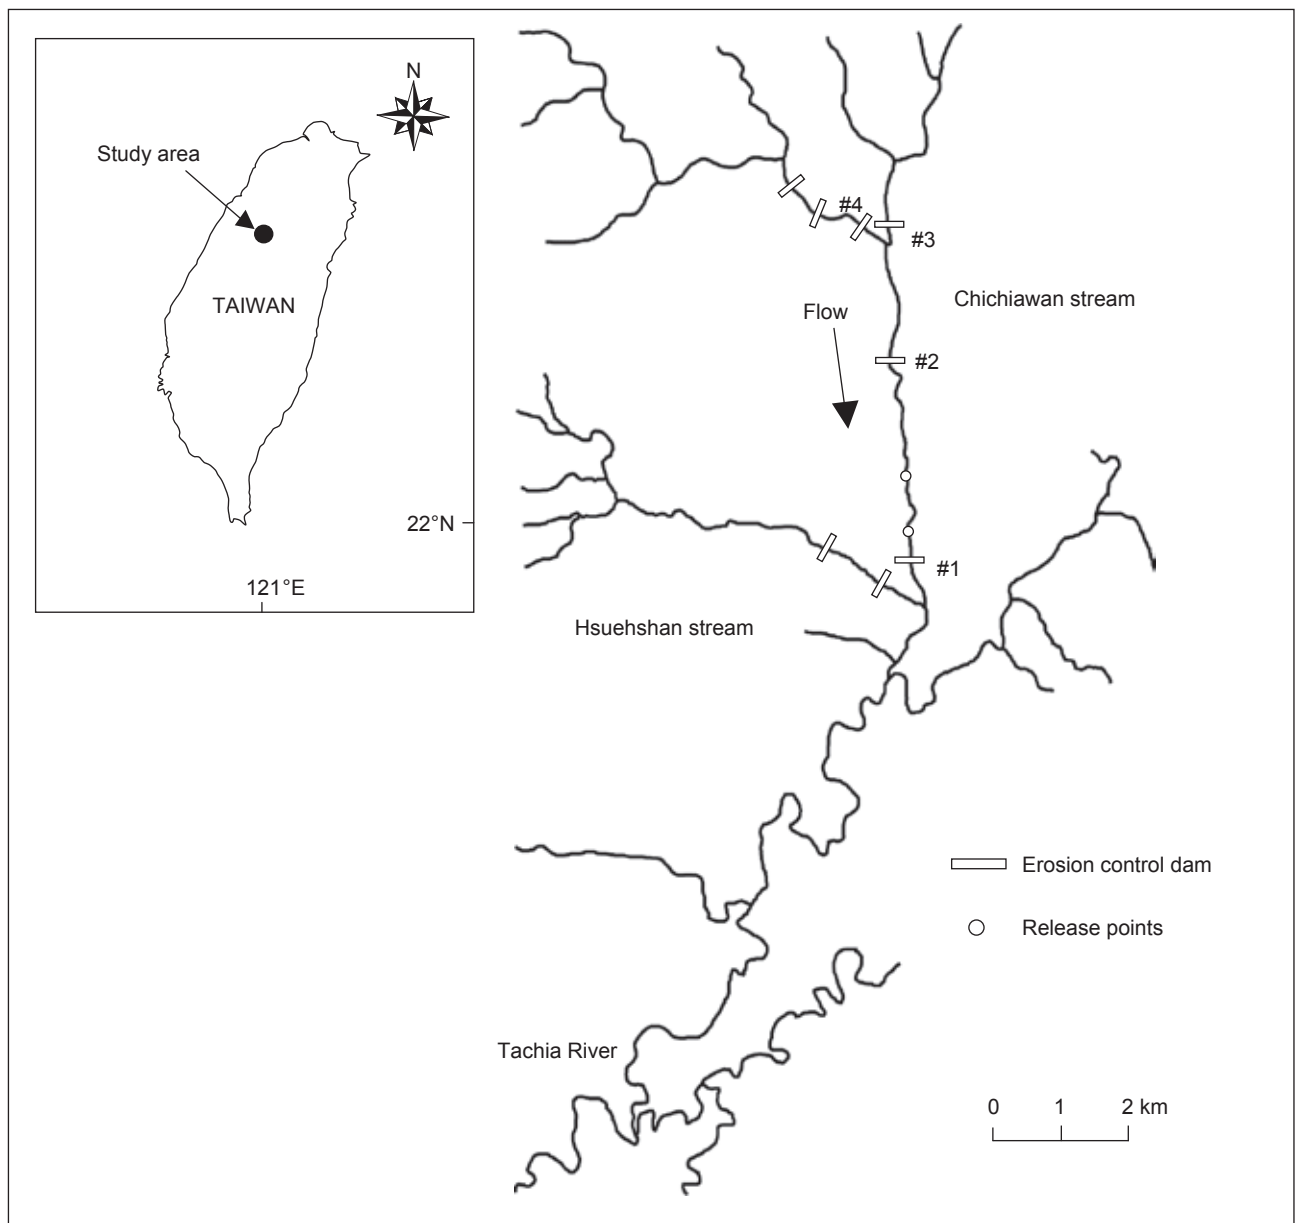 N
Study area
TAIWAN
22°N
121°E
#4
#3
Chichiawan stream
Flow
#2
#1
Hsuehshan stream
Erosion control dam
Release points
Tachia River
0 1 2 km